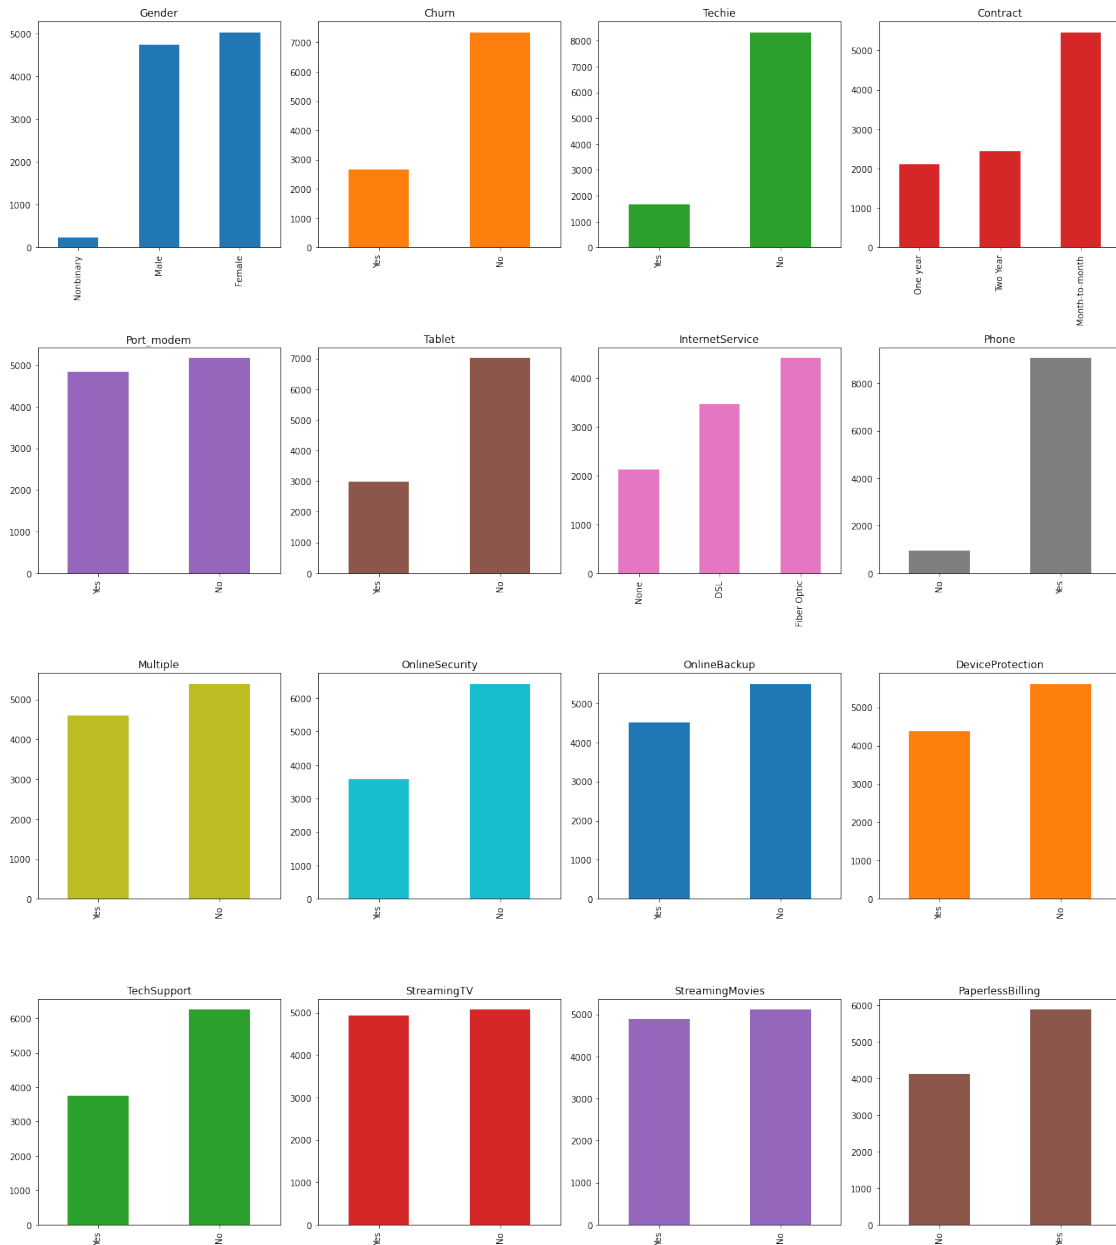 Gender
5000
4000
3000
2000
1000
0
Nonbinary
Male
Female
Churn
7000
6000
5000
4000
3000
2000
1000
0
Yes
No
Techie
8000
7000
6000
5000
4000
3000
2000
1000
0
Yes
No
Contract
5000
4000
3000
2000
1000
0
One year
Two Year
Month-to-month
Port_modem
5000
4000
3000
2000
1000
0
Yes
No
Tablet
7000
6000
5000
4000
3000
2000
1000
0
Yes
No
InternetService
4000
3000
2000
1000
0
None
DSL
Fiber Optic
Phone
8000
6000
4000
2000
0
No
Yes
Multiple
5000
4000
3000
2000
1000
0
Yes
No
OnlineSecurity
6000
5000
4000
3000
2000
1000
0
Yes
No
OnlineBackup
5000
4000
3000
2000
1000
0
Yes
No
DeviceProtection
5000
4000
3000
2000
1000
0
Yes
No
TechSupport
6000
5000
4000
3000
2000
1000
0
Yes
No
StreamingTV
5000
4000
3000
2000
1000
0
Yes
No
StreamingMovies
5000
4000
3000
2000
1000
0
Yes
No
PaperlessBilling
6000
5000
4000
3000
2000
1000
0
No
Yes